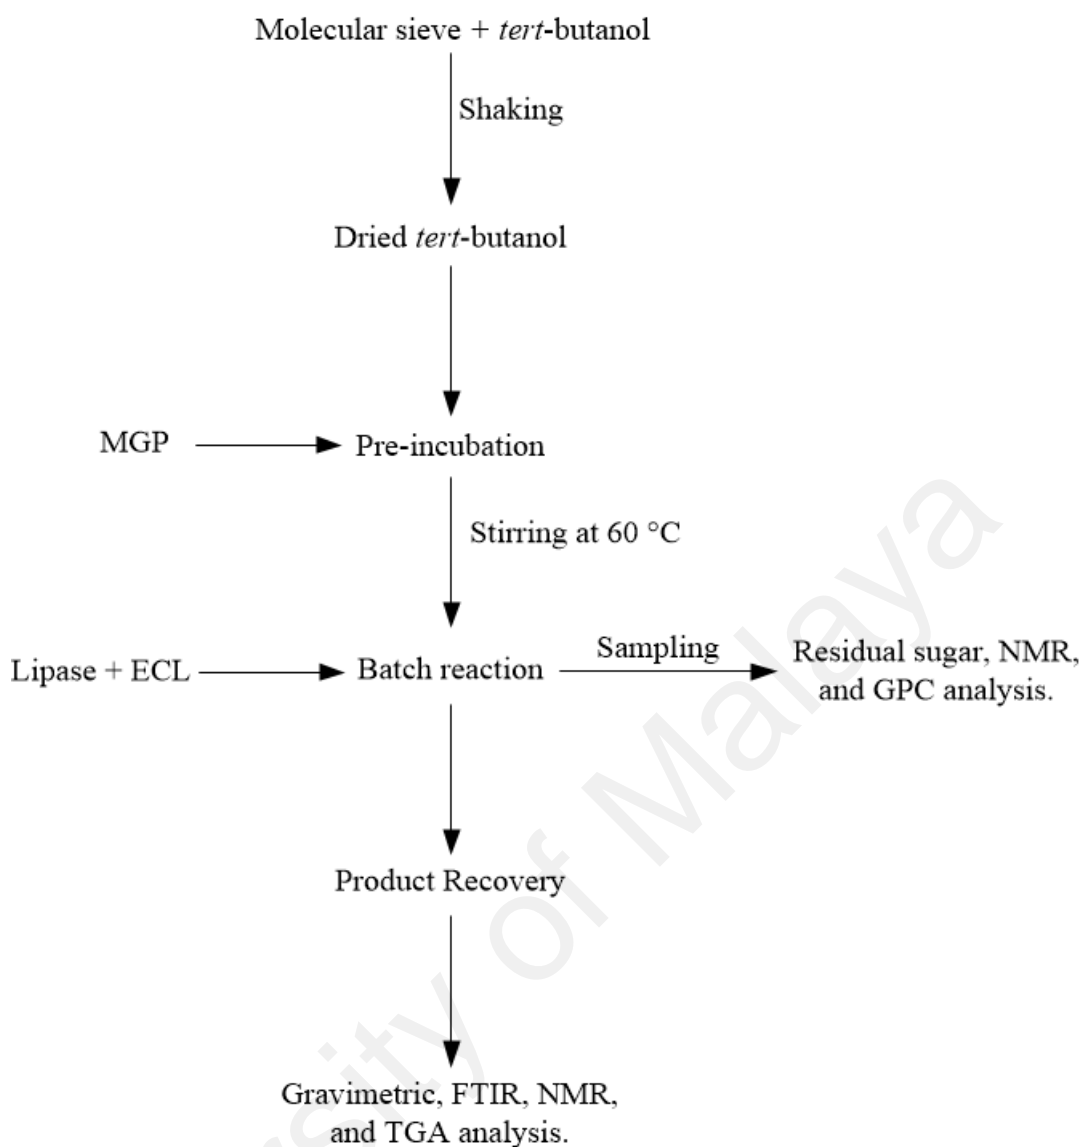 Molecular sieve + tert-butanol
Shaking
Dried tert-butanol
MGP
Pre-incubation
Stirring at 60 °C
Lipase + ECL
Batch reaction
Sampling
Residual sugar, NMR,
and GPC analysis.
Product Recovery
Gravimetric, FTIR, NMR,
and TGA analysis.
rsity of Malaya